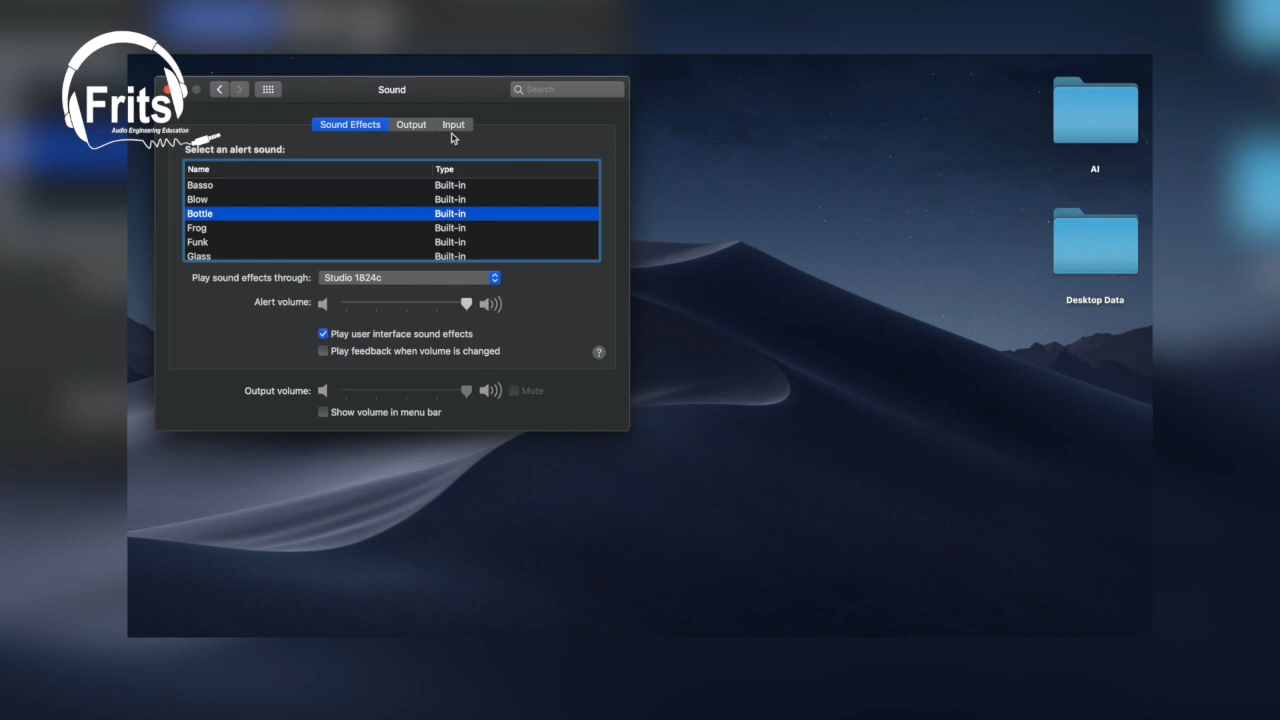 Frits
Audio Engineering Education
Sound
Search
Sound Effects Output Input
Select an alert sound:
Name Type
Basso Built-in
Blow Built-in
Bottle Built-in
Frog Built-in
Funk Built-in
Glass Built-in
Play sound effects through: Studio 1824c
Alert volume:
Play user interface sound effects
Play feedback when volume is changed
?
Output volume: Mute
Show volume in menu bar
AI
Desktop Data